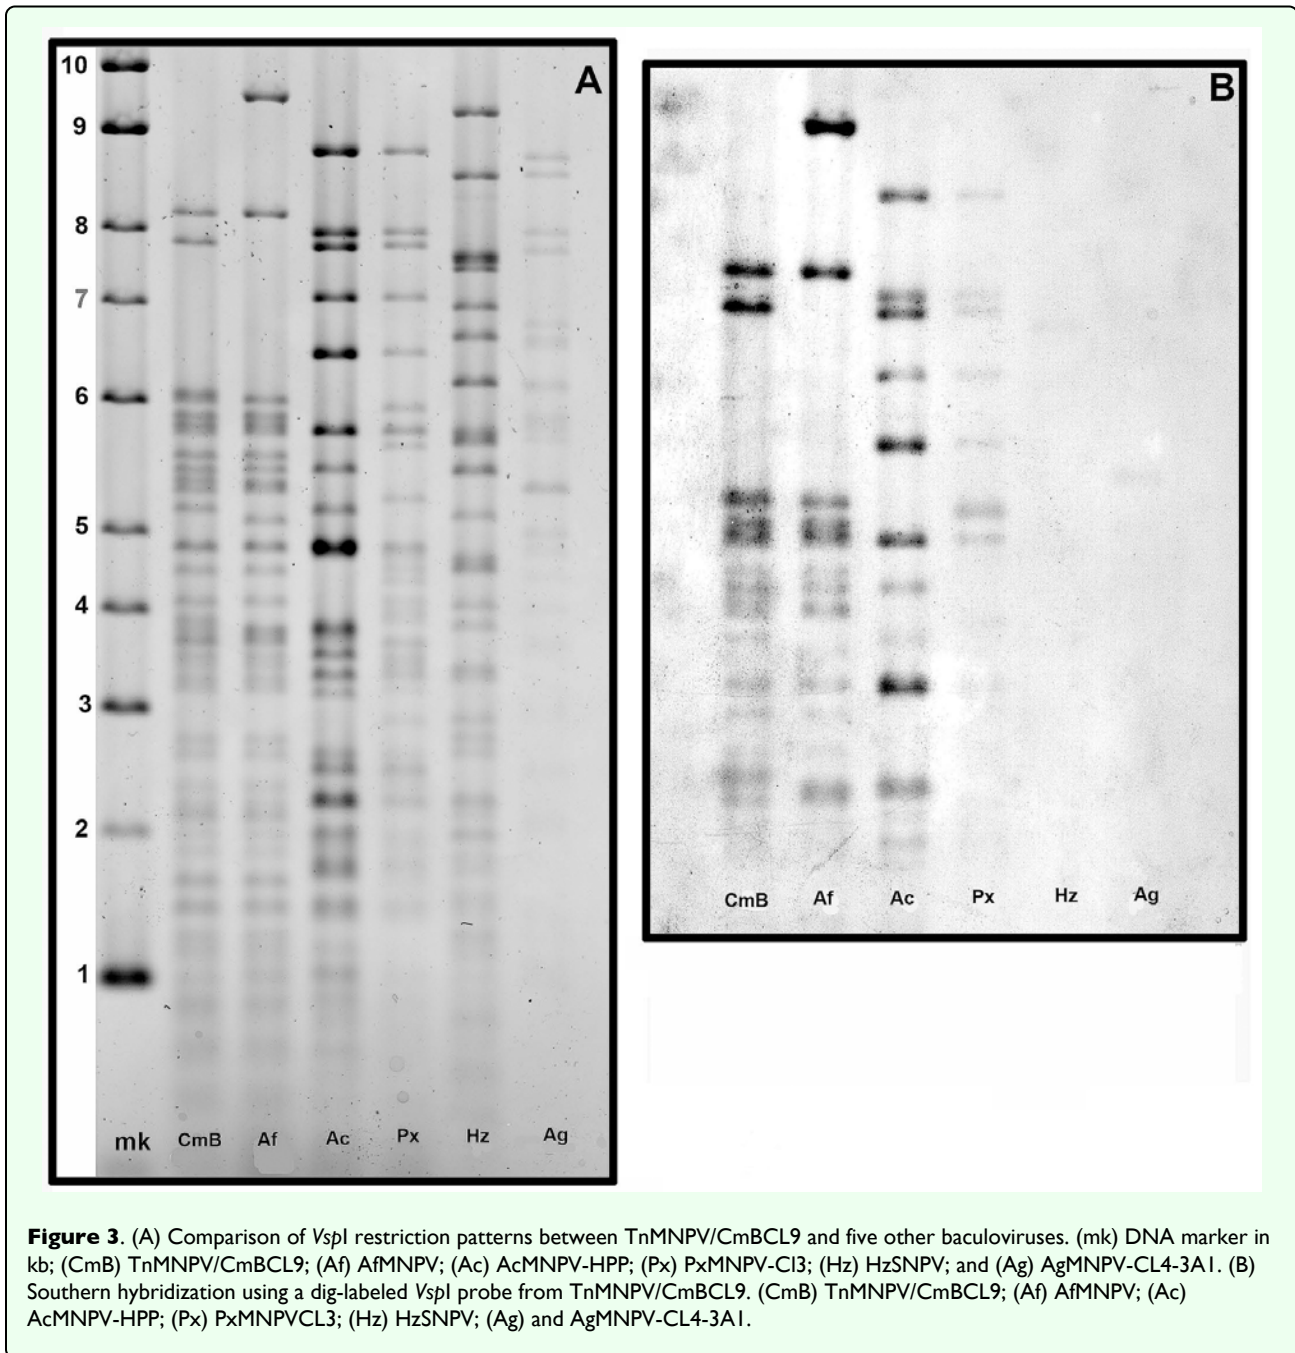 A
10
9
8
7
6
5
4
3
2
1
mk CmB Af Ac Px Hz Ag
B
CmB Af Ac Px Hz Ag
Figure 3. (A) Comparison of VspI restriction patterns between TnMNPV/CmBCL9 and five other baculoviruses. (mk) DNA marker in
kb; (CmB) TnMNPV/CmBCL9; (Af) AfMNPV; (Ac) AcMNPV-HPP; (Px) PxMNPV-Cl3; (Hz) HzSNPV; and (Ag) AgMNPV-CL4-3A1. (B)
Southern hybridization using a dig-labeled VspI probe from TnMNPV/CmBCL9. (CmB) TnMNPV/CmBCL9; (Af) AfMNPV; (Ac)
AcMNPV-HPP; (Px) PxMNPVCL3; (Hz) HzSNPV; (Ag) and AgMNPV-CL4-3A1.